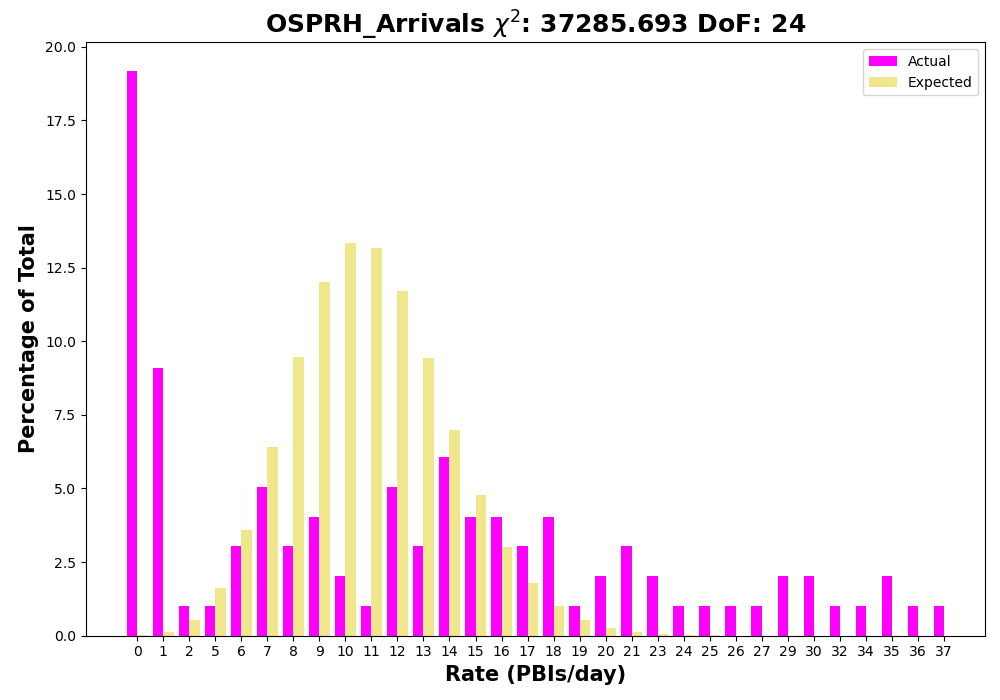 OSPRH_Arrivals χ²: 37285.693 DoF: 24
Actual
Expected
20.0
17.5
15.0
12.5
10.0
7.5
5.0
2.5
0.0
Percentage of Total
0 1 2 5 6 7 8 9 10 11 12 13 14 15 16 17 18 19 20 21 23 24 25 26 27 29 30 32 34 35 36 37
Rate (PBIs/day)